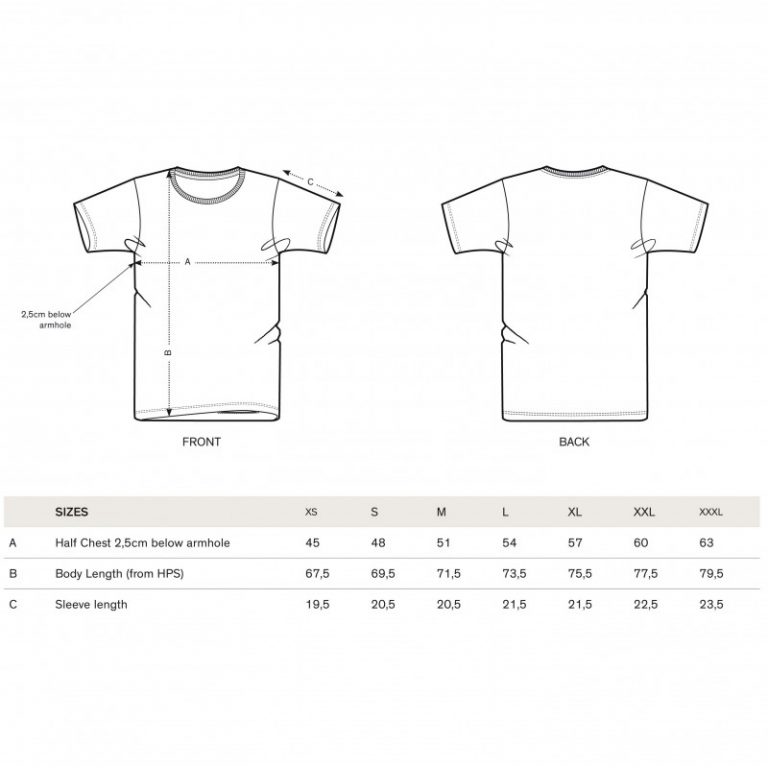 C
A
2,5cm below
armhole
B
FRONT
BACK
SIZES XS S M L XL XXL XXXL
A Half Chest 2,5cm below armhole 45 48 51 54 57 60 63
B Body Length (from HPS) 67,5 69,5 71,5 73,5 75,5 77,5 79,5
C Sleeve length 19,5 20,5 20,5 21,5 21,5 22,5 23,5